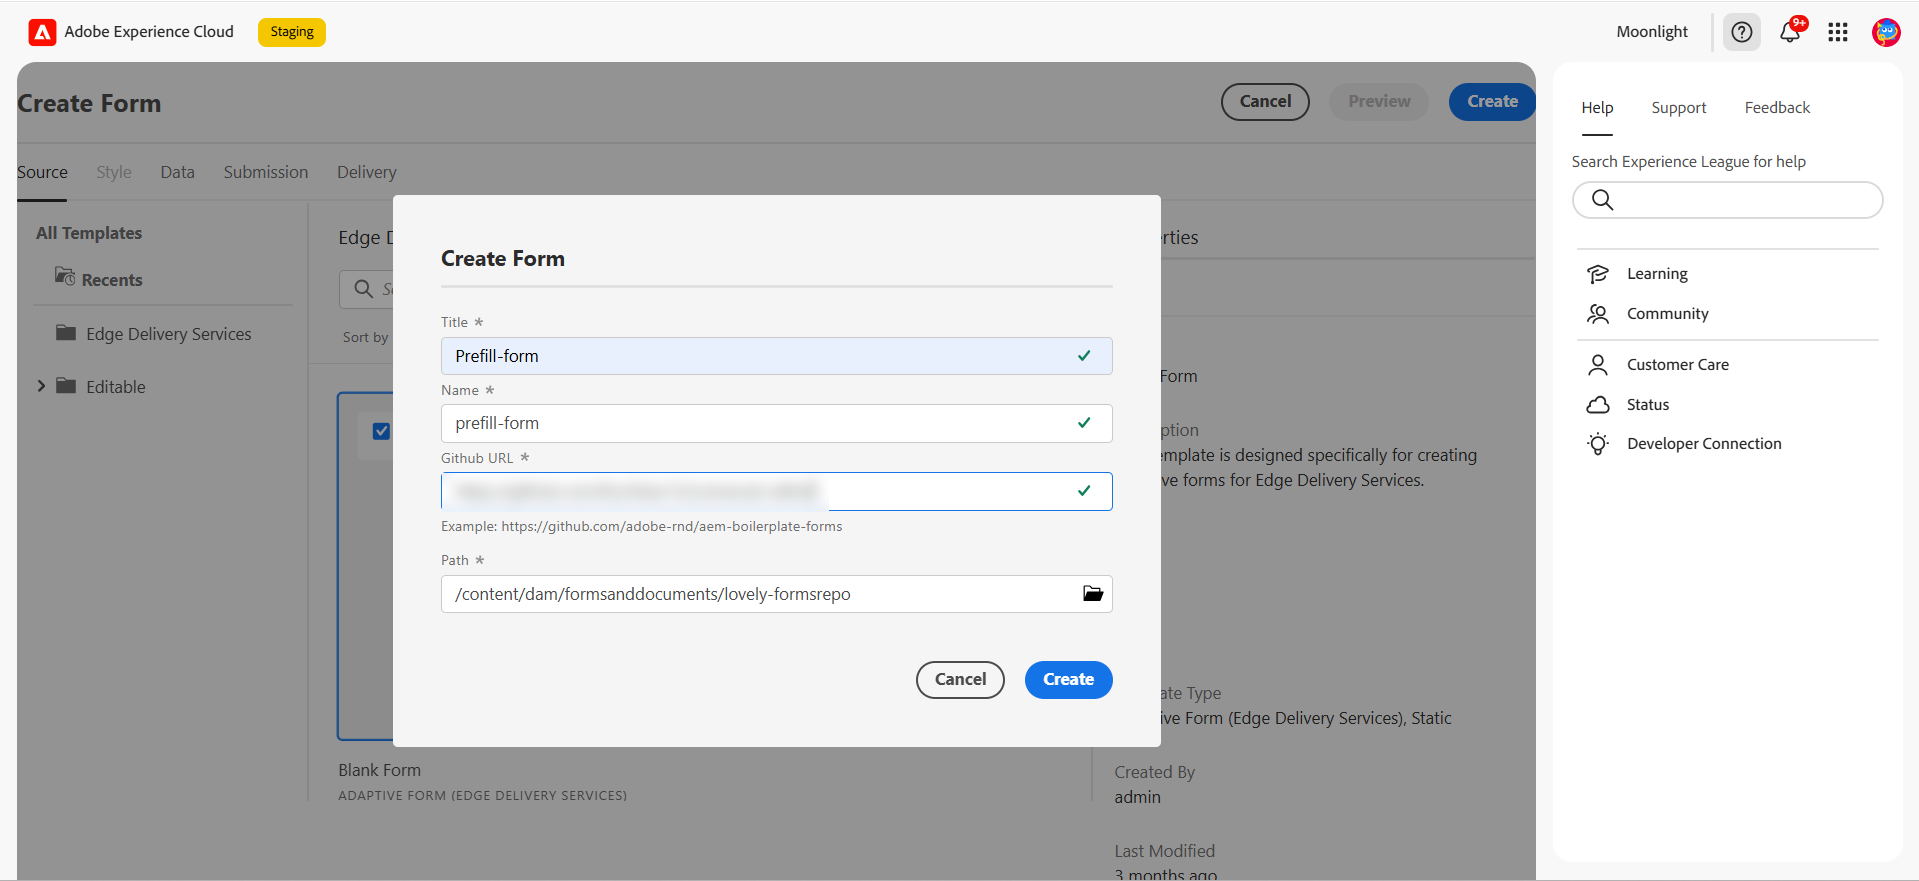 Adobe Experience Cloud
Staging
Moonlight
9+
Create Form
Cancel
Preview
Create
Source
Style
Data
Submission
Delivery
All Templates
Recents
Edge Delivery Services
Editable
Edge D
Sort by
Blank Form
ADAPTIVE FORM (EDGE DELIVERY SERVICES)
Create Form
Title *
Prefill-form
Name *
prefill-form
Github URL *
Example: https://github.com/adobe-rnd/aem-boilerplate-forms
Path *
/content/dam/formsanddocuments/lovely-formsrepo
Cancel
Create
rties
Form
ption
mplate is designed specifically for creating
ve forms for Edge Delivery Services.
ate Type
ive Form (Edge Delivery Services), Static
Created By
admin
Last Modified
3 months ago
Help
Support
Feedback
Search Experience League for help
Learning
Community
Customer Care
Status
Developer Connection